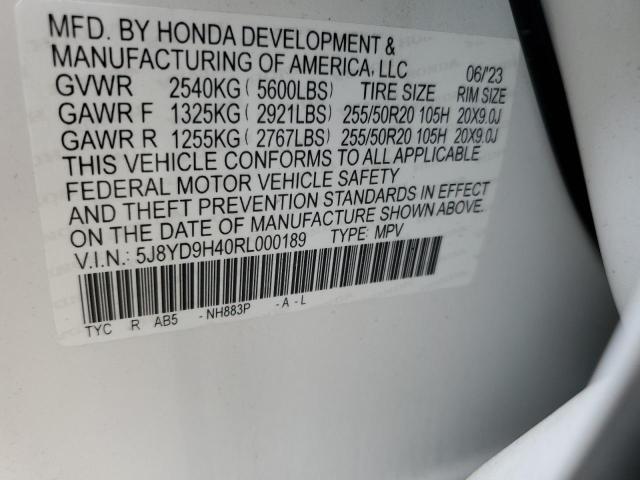 MFD. BY HONDA DEVELOPMENT &
MANUFACTURING OF AMERICA, LLC 06/'23
GVWR 2540KG ( 5600LBS) TIRE SIZE RIM SIZE
GAWR F 1325KG ( 2921LBS) 255/50R20 105H 20X9.0J
GAWR R 1255KG ( 2767LBS) 255/50R20 105H 20X9.0J
THIS VEHICLE CONFORMS TO ALL APPLICABLE
FEDERAL MOTOR VEHICLE SAFETY
AND THEFT PREVENTION STANDARDS IN EFFECT
ON THE DATE OF MANUFACTURE SHOWN ABOVE.
V.I.N.: 5J8YD9H40RL000189 TYPE: MPV
TYC R AB5 -NH883P -A-L